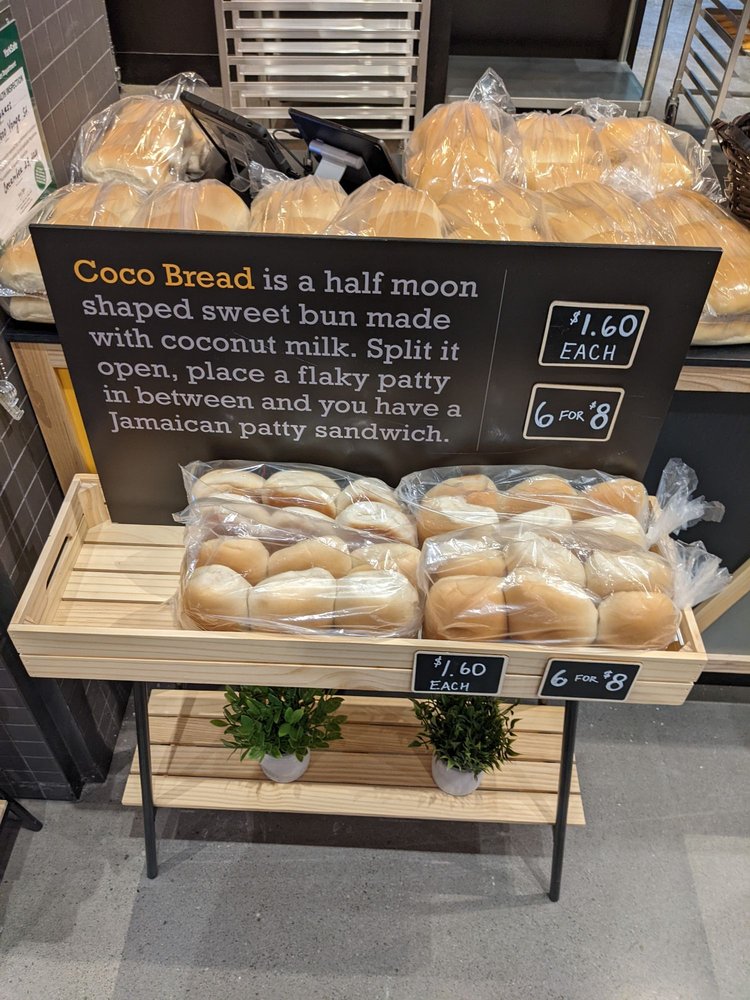 Coco Bread is a half moon
shaped sweet bun made
with coconut milk. Split it
open, place a flaky patty
in between and you have a
Jamaican patty sandwich.
$1.60
EACH
6 FOR $8
$1.60
EACH
6 FOR $8